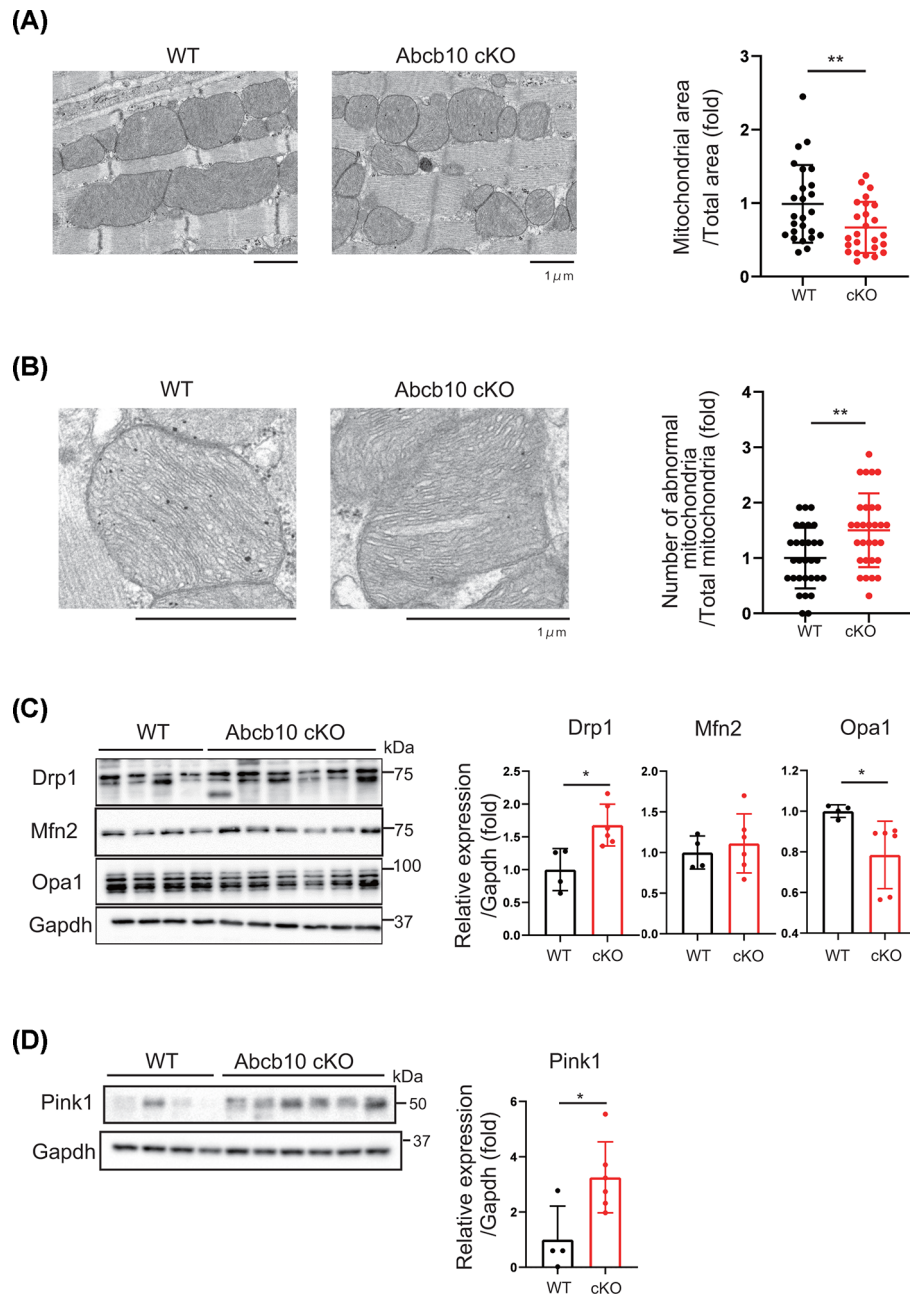 (A)
WT
Abcb10 cKO
1 μm
Mitochondrial area
/Total area (fold)
3
2
1
0
**
WT
cKO
(B)
WT
Abcb10 cKO
1 μm
Number of abnormal
mitochondria
/Total mitochondria (fold)
4
3
2
1
0
**
WT
cKO
(C)
WT
Abcb10 cKO
kDa
Drp1
75
Mfn2
75
Opa1
100
Gapdh
37
Relative expression
/Gapdh (fold)
Drp1
2.5
2.0
1.5
1.0
0.5
0.0
*
WT
cKO
Mfn2
2.0
1.5
1.0
0.5
0.0
WT
cKO
Opa1
1.2
1.0
0.8
0.6
0.4
*
WT
cKO
(D)
WT
Abcb10 cKO
kDa
Pink1
50
Gapdh
37
Pink1
Relative expression
/Gapdh (fold)
6
4
2
0
*
WT
cKO